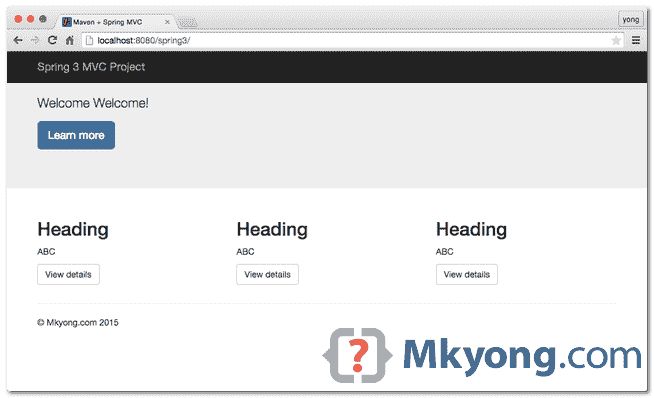 Maven + Spring MVC
yong
localhost:8080/spring3/
Spring 3 MVC Project
Welcome Welcome!
Learn more
Heading Heading Heading
ABC ABC ABC
View details View details View details
© Mkyong.com 2015
{?} Mkyong.com